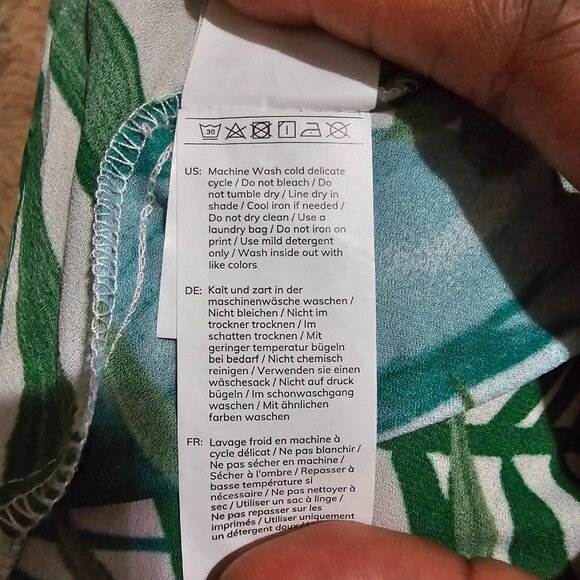 30
US: Machine Wash cold delicate
cycle / Do not bleach / Do
not tumble dry / Line dry in
shade / Cool iron if needed /
Do not dry clean / Use a
laundry bag / Do not iron on
print / Use mild detergent
only / Wash inside out with
like colors
DE: Kalt und zart in der
maschinenwäsche waschen /
Nicht bleichen / Nicht im
trockner trocknen / Im
schatten trocknen / Mit
geringer temperatur bügeln
bei bedarf / Nicht chemisch
reinigen / Verwenden sie einen
wäschesack / Nicht auf druck
bügeln / Im schonwaschgang
waschen / Mit ähnlichen
farben waschen
FR: Lavage froid en machine à
cycle délicat / Ne pas blanchir /
Ne pas sécher en machine /
Sécher à l'ombre / Repasser à
basse température si
nécessaire / Ne pas nettoyer à
sec / Utiliser un sac à linge /
Ne pas repasser sur les
imprimés / Utiliser uniquement
un détergent doux /